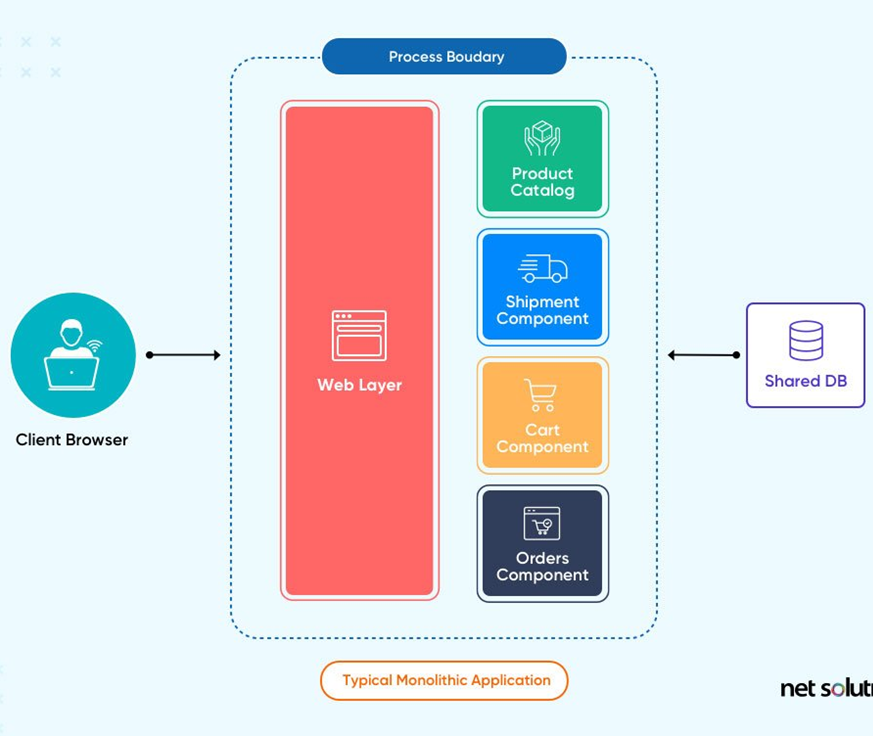 Process Boudary
Product
Catalog
Shipment
Component
Web Layer
Cart
Component
Orders
Component
Client Browser
Shared DB
Typical Monolithic Application
net